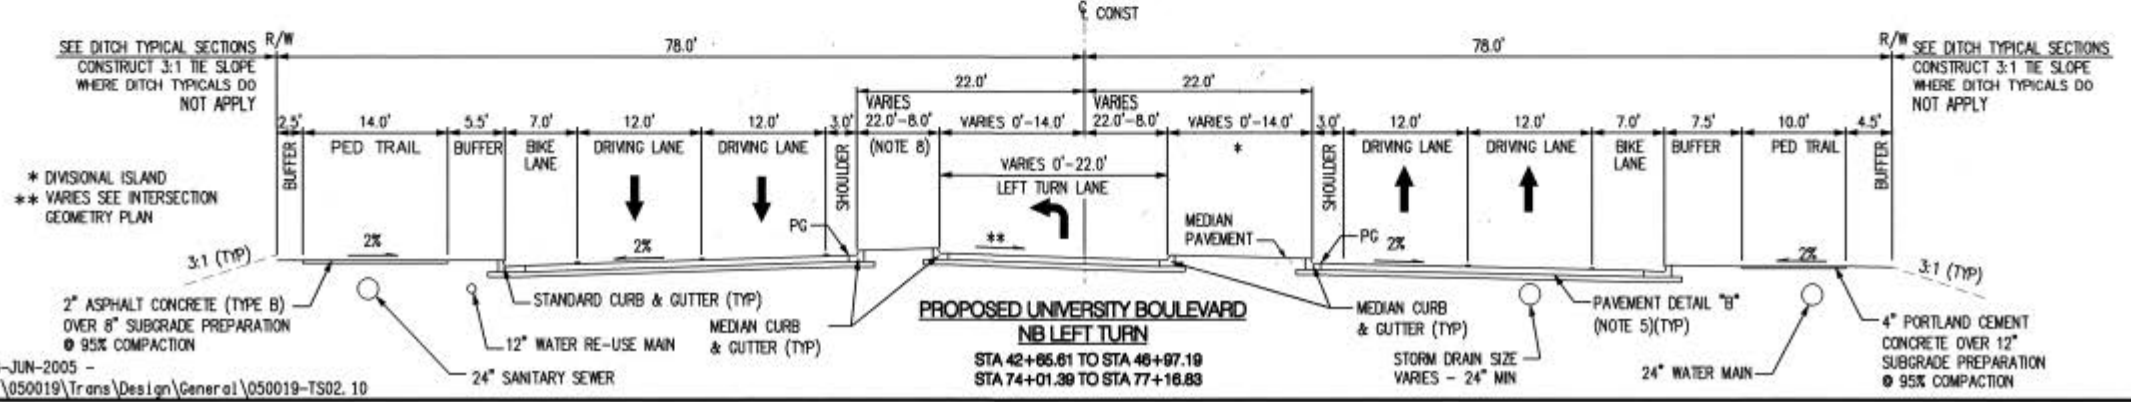 ℄ CONST
R/W
78.0'
78.0'
R/W
SEE DITCH TYPICAL SECTIONS
CONSTRUCT 3:1 TIE SLOPE
WHERE DITCH TYPICALS DO
NOT APPLY
SEE DITCH TYPICAL SECTIONS
CONSTRUCT 3:1 TIE SLOPE
WHERE DITCH TYPICALS DO
NOT APPLY
22.0'
22.0'
VARIES
22.0'-8.0'
(NOTE 8)
VARIES
22.0'-8.0'
2.5'
14.0'
5.5'
7.0'
12.0'
12.0'
3.0'
VARIES 0'-14.0'
VARIES 0'-14.0'
*
3.0'
12.0'
12.0'
7.0'
7.5'
10.0'
4.5'
BUFFER
PED TRAIL
BUFFER
BIKE
LANE
DRIVING LANE
DRIVING LANE
SHOULDER
VARIES 0'-22.0'
LEFT TURN LANE
SHOULDER
DRIVING LANE
DRIVING LANE
BIKE
LANE
BUFFER
PED TRAIL
BUFFER
* DIVISIONAL ISLAND
** VARIES SEE INTERSECTION
GEOMETRY PLAN
PG
**
MEDIAN
PAVEMENT
PG
2%
2%
2%
2%
3:1 (TYP)
3:1 (TYP)
2" ASPHALT CONCRETE (TYPE B)
OVER 8" SUBGRADE PREPARATION
@ 95% COMPACTION
STANDARD CURB & GUTTER (TYP)
12" WATER RE-USE MAIN
24" SANITARY SEWER
MEDIAN CURB
& GUTTER (TYP)
PROPOSED UNIVERSITY BOULEVARD
NB LEFT TURN
STA 42+65.61 TO STA 46+97.19
STA 74+01.39 TO STA 77+16.83
MEDIAN CURB
& GUTTER (TYP)
STORM DRAIN SIZE
VARIES - 24" MIN
PAVEMENT DETAIL "B"
(NOTE 5)(TYP)
24" WATER MAIN
4" PORTLAND CEMENT
CONCRETE OVER 12"
SUBGRADE PREPARATION
@ 95% COMPACTION
-JUN-2005 -
\050019\Trans\Design\General\050019-TS02.10